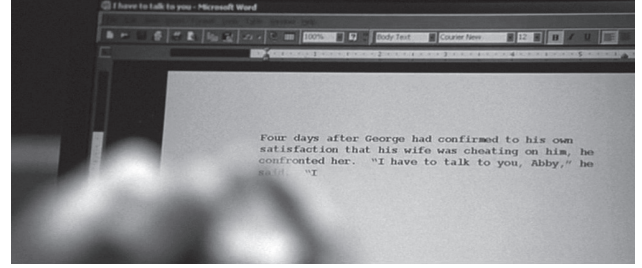 I have to talk to you - Microsoft Word
100% Body Text Courier New 12
Four days after George had confirmed to his own
satisfaction that his wife was cheating on him, he
confronted her. "I have to talk to you, Abby," he
said. "I